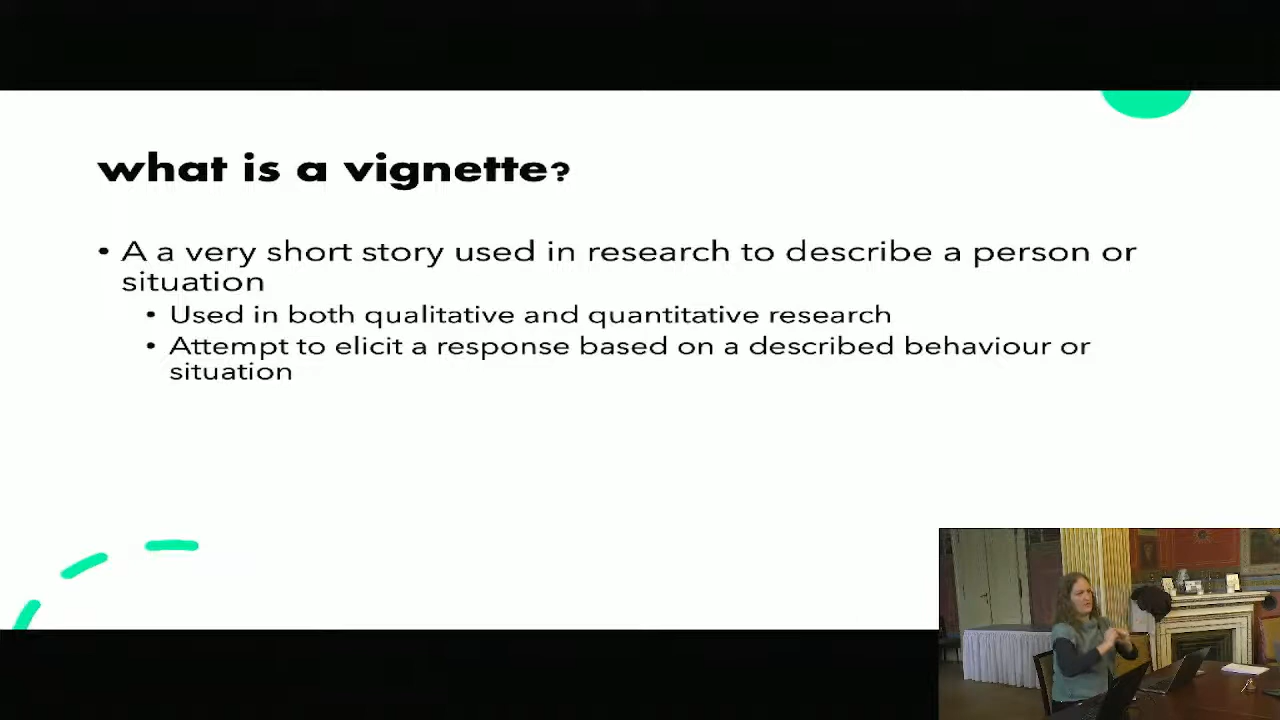 what is a vignette?
• A a very short story used in research to describe a person or
situation
• Used in both qualitative and quantitative research
• Attempt to elicit a response based on a described behaviour or
situation